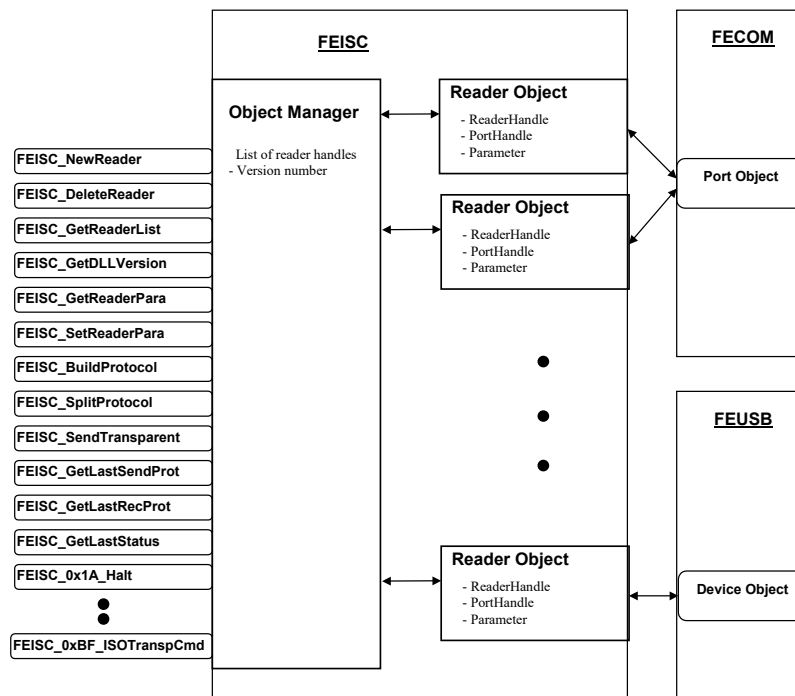 FEISC
FECOM
Object Manager
List of reader handles
- Version number
Reader Object
- ReaderHandle
- PortHandle
- Parameter
Port Object
FEISC_NewReader
FEISC_DeleteReader
FEISC_GetReaderList
FEISC_GetDLLVersion
FEISC_GetReaderPara
FEISC_SetReaderPara
FEISC_BuildProtocol
FEISC_SplitProtocol
FEISC_SendTransparent
FEISC_GetLastSendProt
FEISC_GetLastRecProt
FEISC_GetLastStatus
FEISC_0x1A_Halt
FEISC_0xBF_ISOTranspCmd
Reader Object
- ReaderHandle
- PortHandle
- Parameter
FEUSB
Reader Object
- ReaderHandle
- PortHandle
- Parameter
Device Object